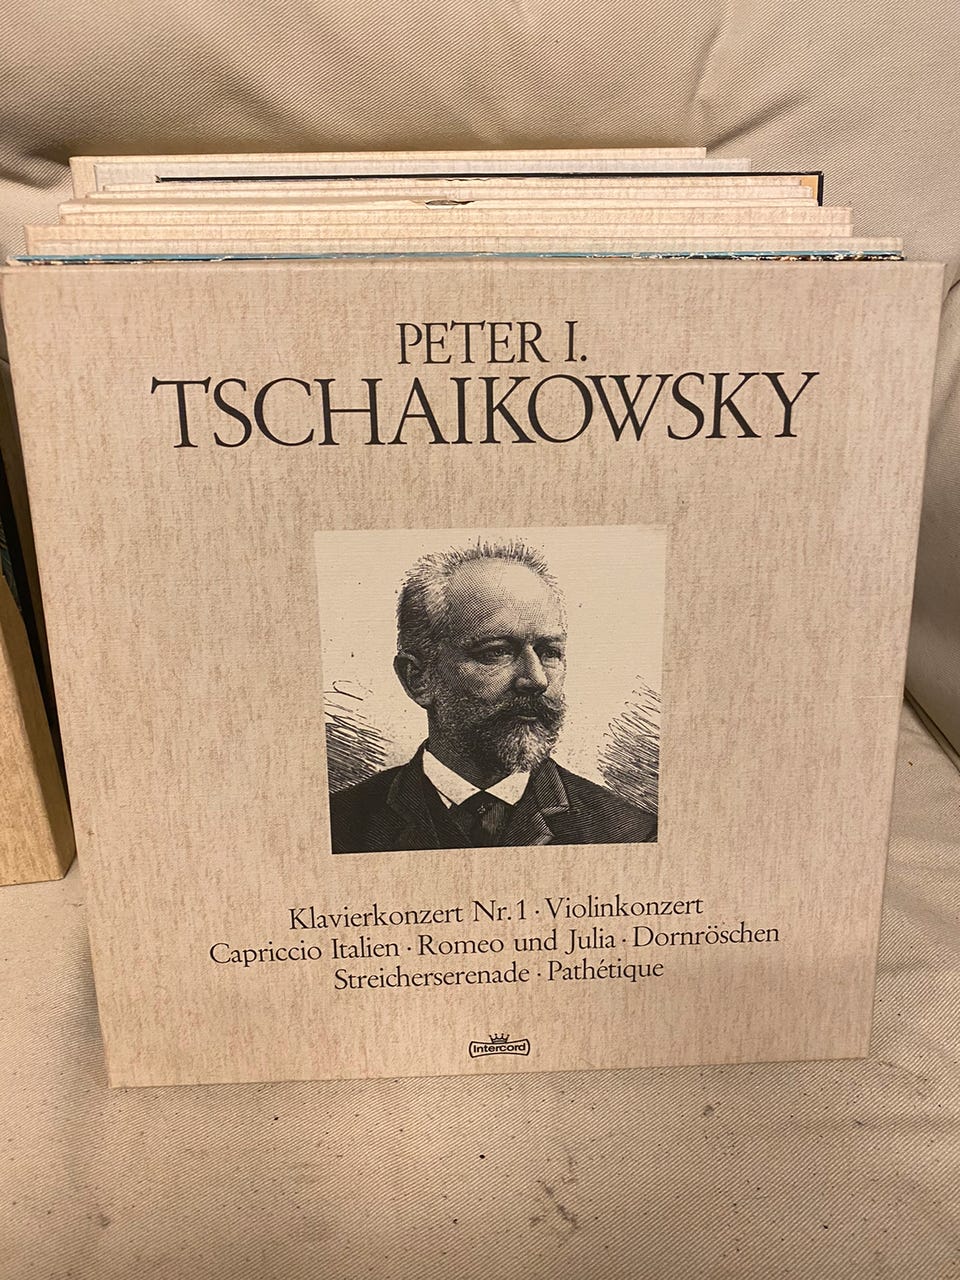 PETER I.
TSCHAIKOWSKY
Klavierkonzert Nr. 1 · Violinkonzert
Capriccio Italien · Romeo und Julia · Dornröschen
Streicherserenade · Pathétique
Intercord